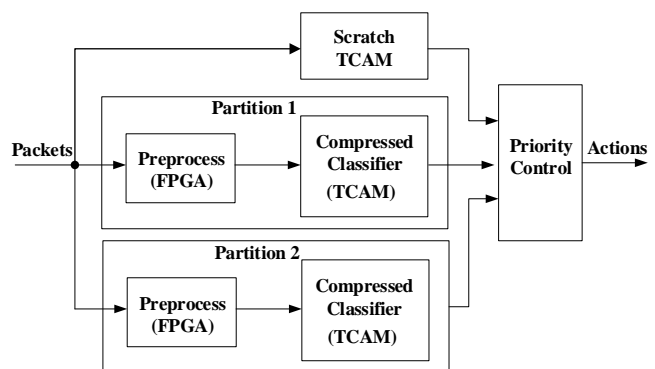 Scratch
TCAM
Partition 1
Packets
Preprocess
(FPGA)
Compressed
Classifier
(TCAM)
Priority
Control
Actions
Partition 2
Preprocess
(FPGA)
Compressed
Classifier
(TCAM)